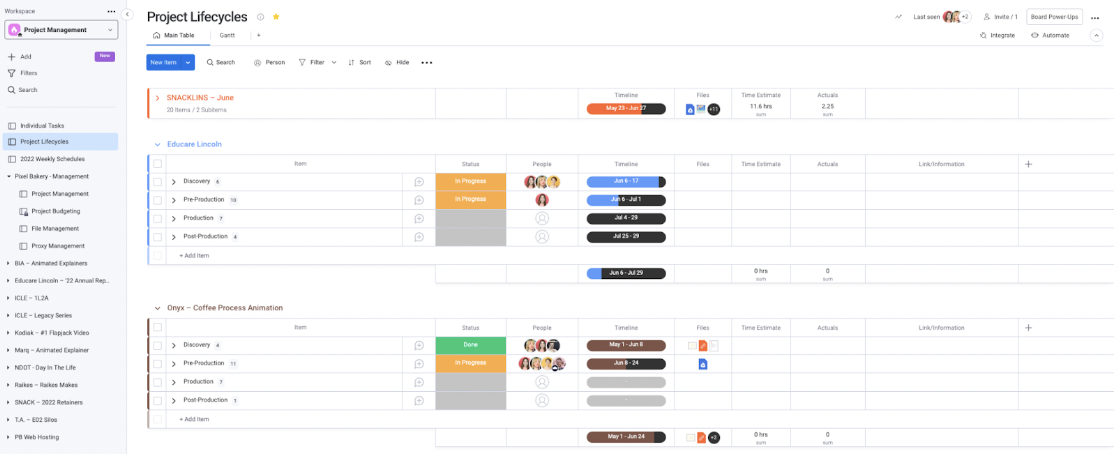 Workspace
Project Management
Add
New
Filters
Search
Individual Tasks
Project Lifecycles
2022 Weekly Schedules
Pixel Bakery - Management
Project Management
Project Budgeting
File Management
Proxy Management
BIA – Animated Explainers
Educare Lincoln – '22 Annual Rep...
ICLE – 1L2A
ICLE – Legacy Series
Kodiak – #1 Flapjack Video
Marq – Animated Explainer
NDOT - Day In The Life
Raikes – Raikes Makes
SNACK – 2022 Retainers
T.A. – E02 Silos
PB Web Hosting
Project Lifecycles
Last seen +2 Invite / 1 Board Power-Ups
Main Table Gantt +
Integrate Automate
New Item Search Person Filter Sort Hide
SNACKLINS – June
20 Items / 2 Subitems
Timeline Files Time Estimate Actuals
May 23 - Jun 27 +11 11.6 hrs 2.25
sum sum
Educare Lincoln
Item Status People Timeline Files Time Estimate Actuals Link/Information +
Discovery 6 In Progress Jun 6 - 17
Pre-Production 10 In Progress Jun 6 - Jul 1
Production 7 Jul 4 - 29
Post-Production 4 Jul 25 - 29
+ Add Item
Jun 6 - Jul 29 0 hrs 0
sum sum
Onyx – Coffee Process Animation
Item Status People Timeline Files Time Estimate Actuals Link/Information +
Discovery 4 Done May 1 - Jun 8
Pre-Production 11 In Progress Jun 8 - 24
Production 7 -
Post-Production 1 -
+ Add Item
May 1 - Jun 24 +2 0 hrs 0
sum sum